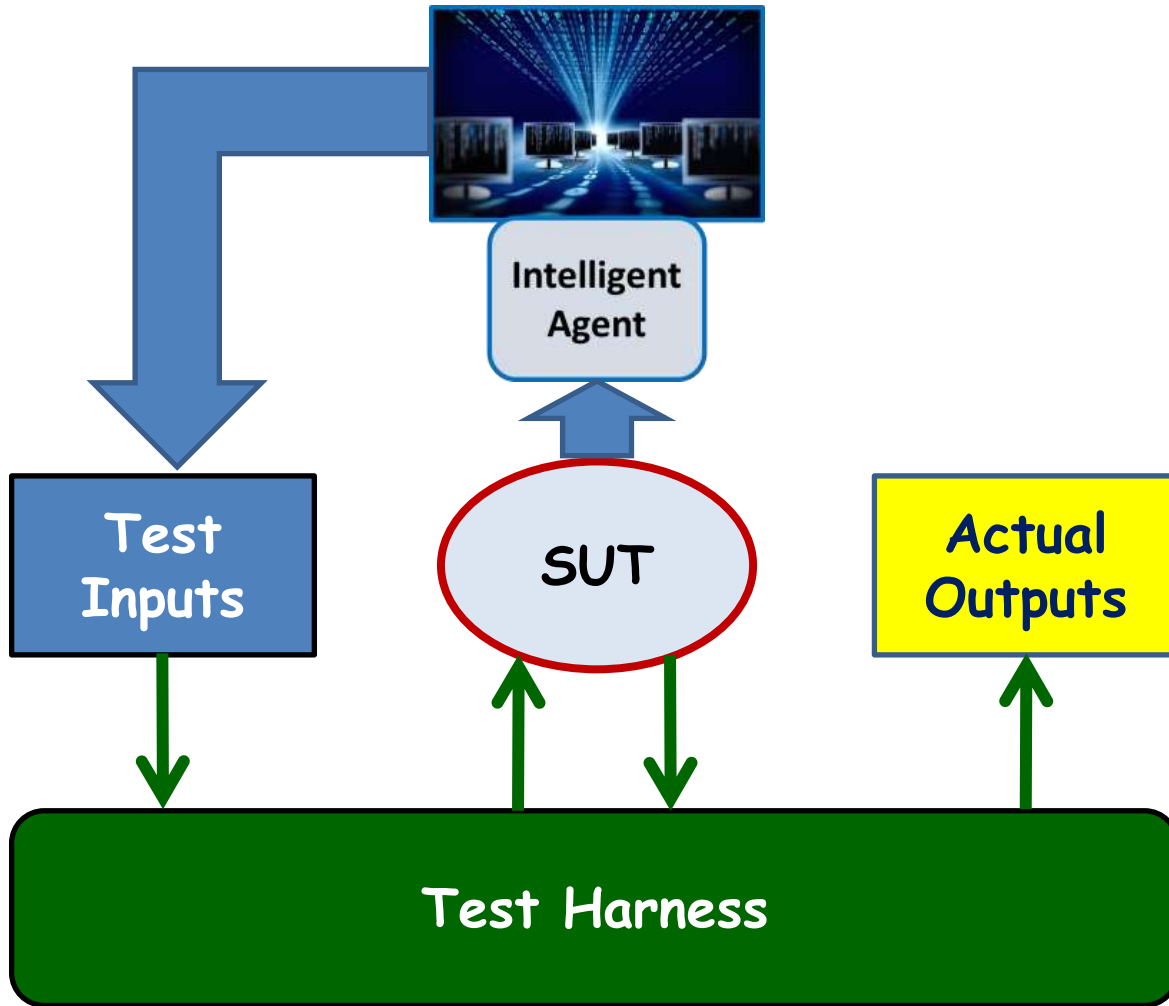 Intelligent
Agent
Test
Inputs
SUT
Actual
Outputs
Test Harness